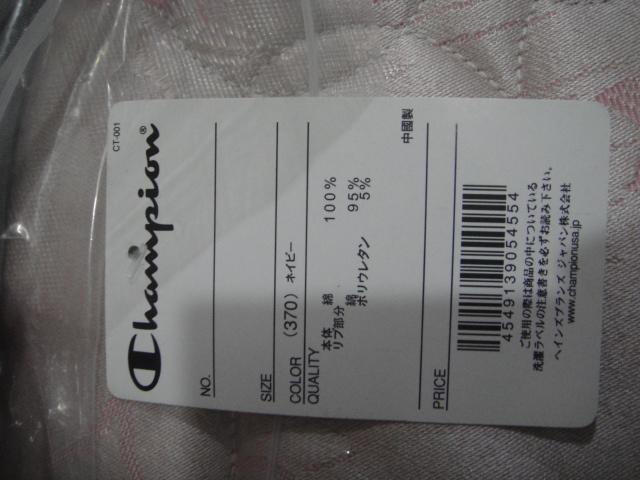 CT-001
Champion®
NO.
SIZE
COLOR (370) ネイビー
QUALITY
本体 綿 100%
リブ部分 綿 95%
ポリウレタン 5%
中國製
PRICE
4549139054554
ご使用の際は商品の中についている
洗濯ラベルの注意書きを必ずお読み下さい。
ヘインズブランズ ジャパン株式会社
www.championusa.jp